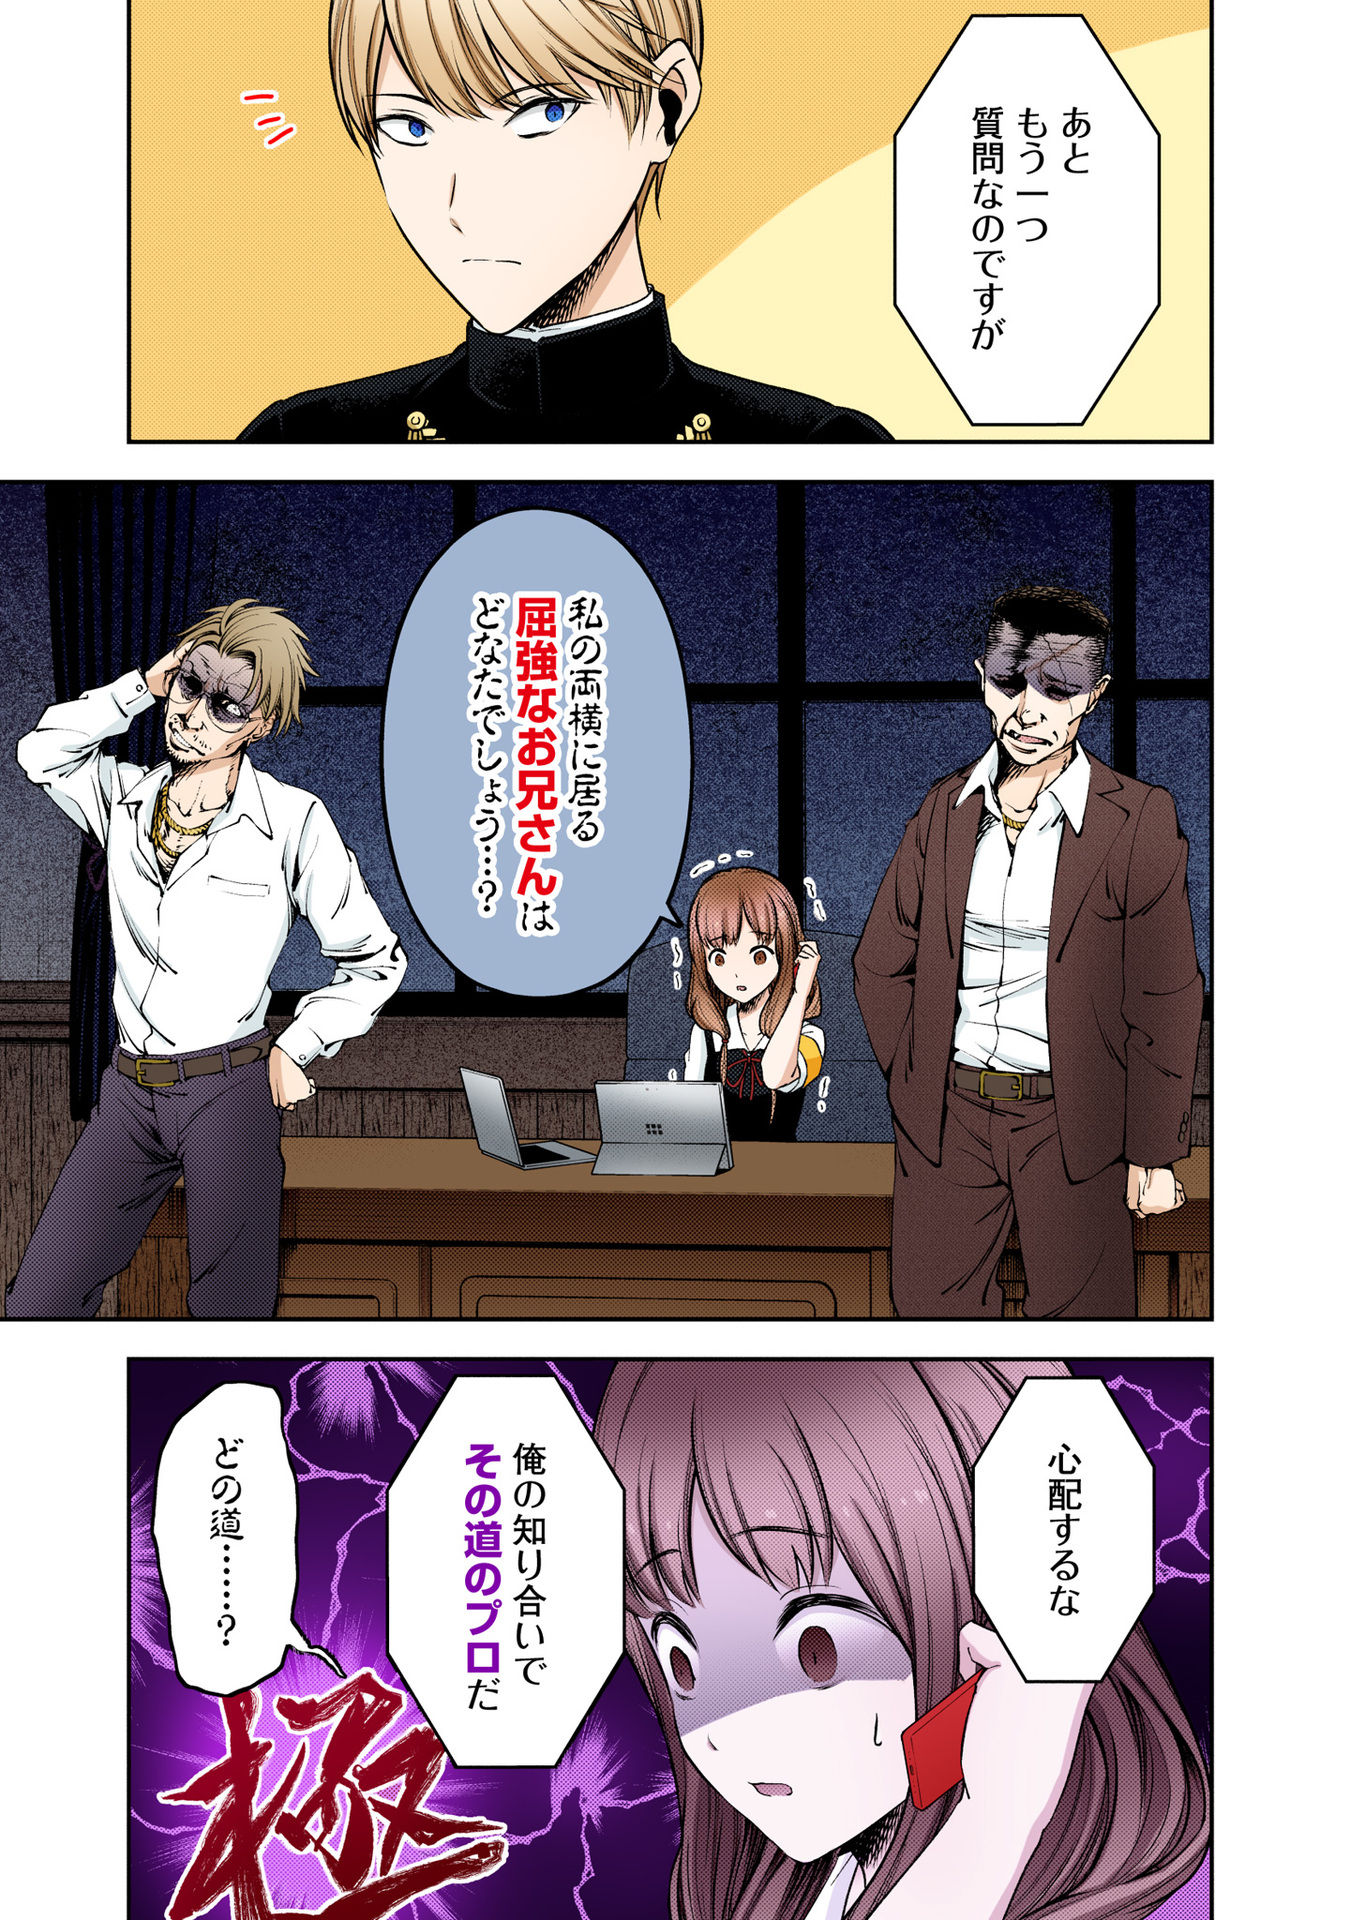 あと
もう一つ
質問なのですが
私の両横に居る
屈強なお兄さんは
どなたでしょう…？
心配するな
俺の知り合いで
その道のプロだ
どの道……？
極